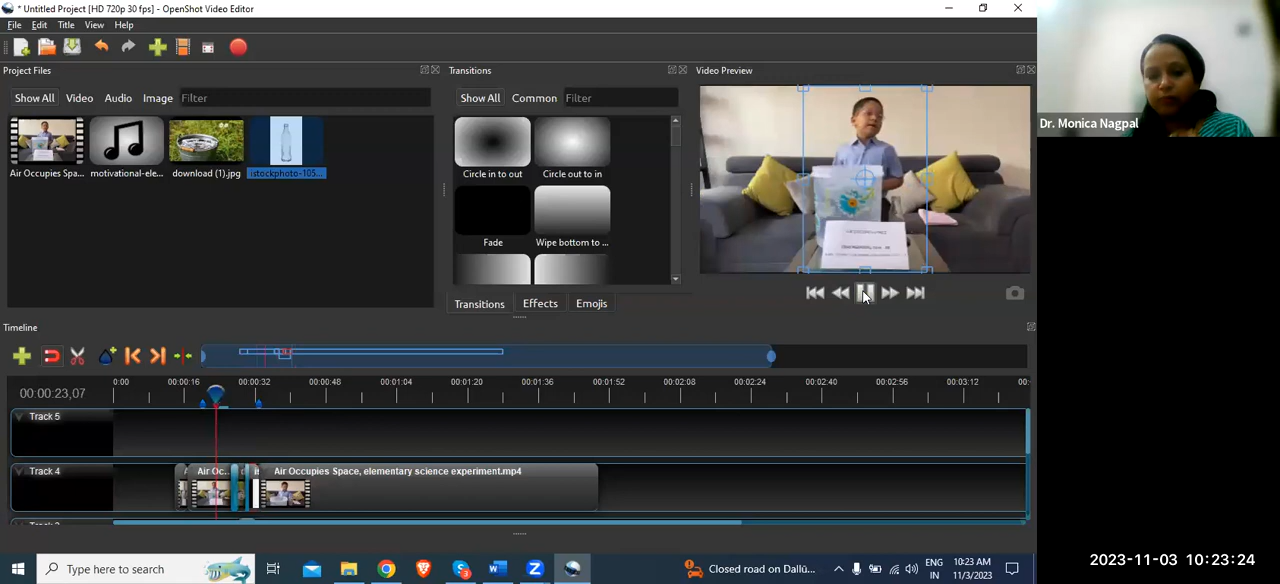 * Untitled Project [HD 720p 30 fps] - OpenShot Video Editor
File Edit Title View Help
Project Files
Transitions
Video Preview
Show All Video Audio Image Filter
Show All Common Filter
Air Occupies Spa...
motivational-ele...
download (1).jpg
istockphoto-105...
Circle in to out
Circle out to in
Fade
Wipe bottom to ...
Transitions Effects Emojis
Dr. Monica Nagpal
Timeline
00:00:23,07
0:00 00:00:16 00:00:32 00:00:48 00:01:04 00:01:20 00:01:36 00:01:52 00:02:08 00:02:24 00:02:40 00:02:56 00:03:12 00:
Track 5
Track 4
Air Oc...
Air Occupies Space, elementary science experiment.mp4
Type here to search
Closed road on Dallü...
ENG
IN
10:23 AM
11/3/2023
2023-11-03 10:23:24